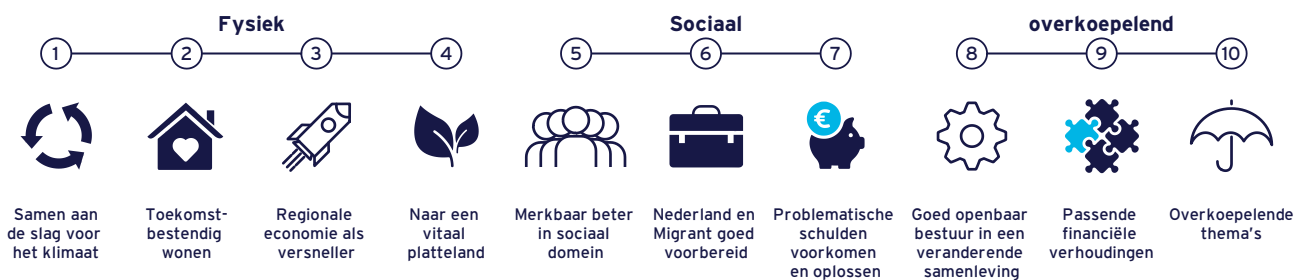 Fysiek
Sociaal
overkoepelend
1
2
3
4
5
6
7
8
9
10
€
Samen aan
de slag voor
het klimaat
Toekomst-
bestendig
wonen
Regionale
economie als
versneller
Naar een
vitaal
platteland
Merkbaar beter
in sociaal
domein
Nederland en
Migrant goed
voorbereid
Problematische
schulden
voorkomen
en oplossen
Goed openbaar
bestuur in een
veranderende
samenleving
Passende
financiële
verhoudingen
Overkoepelende
thema's